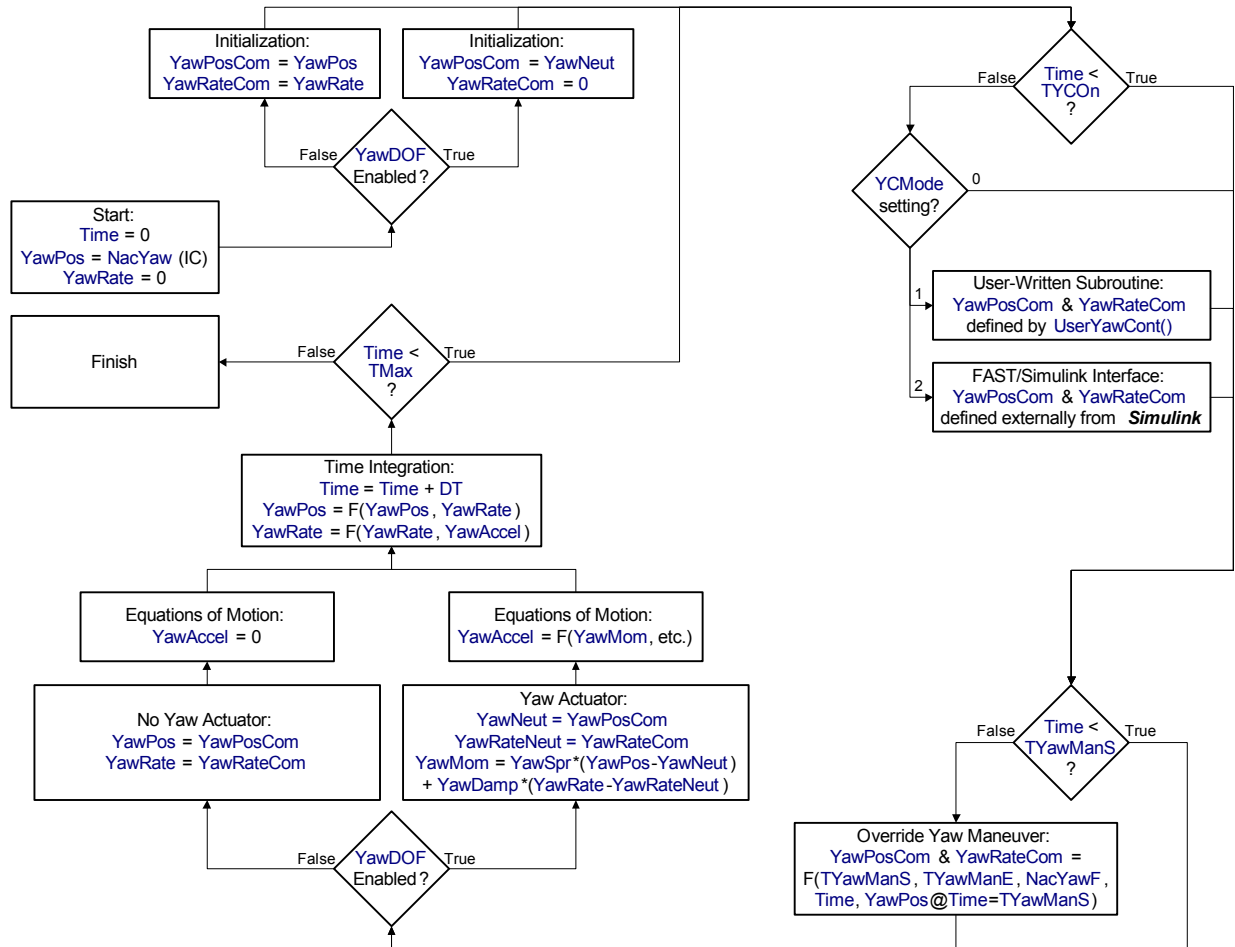 Initialization:
YawPosCom = YawPos
YawRateCom = YawRate
Initialization:
YawPosCom = YawNeut
YawRateCom = 0
False
Time <
TYCOn
?
True
False
YawDOF
Enabled?
True
YCMode
setting?
0
Start:
Time = 0
YawPos = NacYaw (IC)
YawRate = 0
1
User-Written Subroutine:
YawPosCom & YawRateCom
defined by UserYawCont()
Finish
False
Time <
TMax
?
True
2
FAST/Simulink Interface:
YawPosCom & YawRateCom
defined externally from Simulink
Time Integration:
Time = Time + DT
YawPos = F(YawPos, YawRate)
YawRate = F(YawRate, YawAccel)
Equations of Motion:
YawAccel = 0
Equations of Motion:
YawAccel = F(YawMom, etc.)
No Yaw Actuator:
YawPos = YawPosCom
YawRate = YawRateCom
Yaw Actuator:
YawNeut = YawPosCom
YawRateNeut = YawRateCom
YawMom = YawSpr*(YawPos-YawNeut)
+ YawDamp*(YawRate-YawRateNeut)
False
Time <
TYawManS
?
True
False
YawDOF
Enabled?
True
Override Yaw Maneuver:
YawPosCom & YawRateCom =
F(TYawManS, TYawManE, NacYawF,
Time, YawPos@Time=TYawManS)